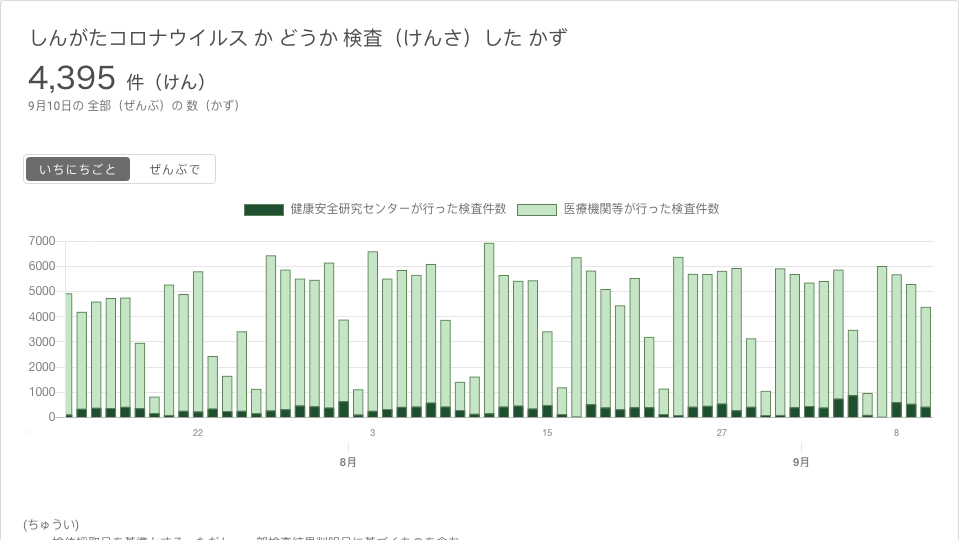 しんがたコロナウイルス か どうか 検査（けんさ）した かず
4,395 件（けん）
9月10日の 全部（ぜんぶ）の 数（かず）
いちにちごと ぜんぶで
健康安全研究センターが行った検査件数 医療機関等が行った検査件数
7000
6000
5000
4000
3000
2000
1000
0
22 3 15 27 8
8月 9月
(ちゅうい)